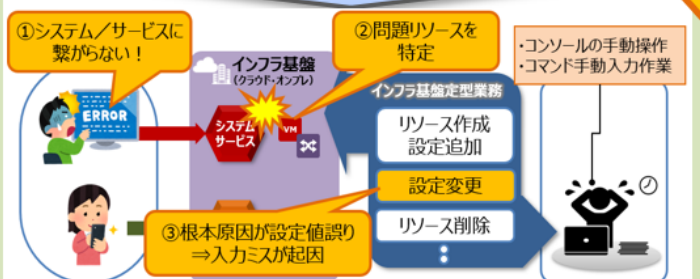 ①システム／サービスに
繋がらない！
②問題リソースを
特定
・コンソールの手動操作
・コマンド手動入力作業
インフラ基盤
(クラウド・オンプレ)
ERROR
システム
サービス
VM
インフラ基盤定型業務
リソース作成
設定追加
設定変更
リソース削除
③根本原因が設定値誤り
⇒入力ミスが起因